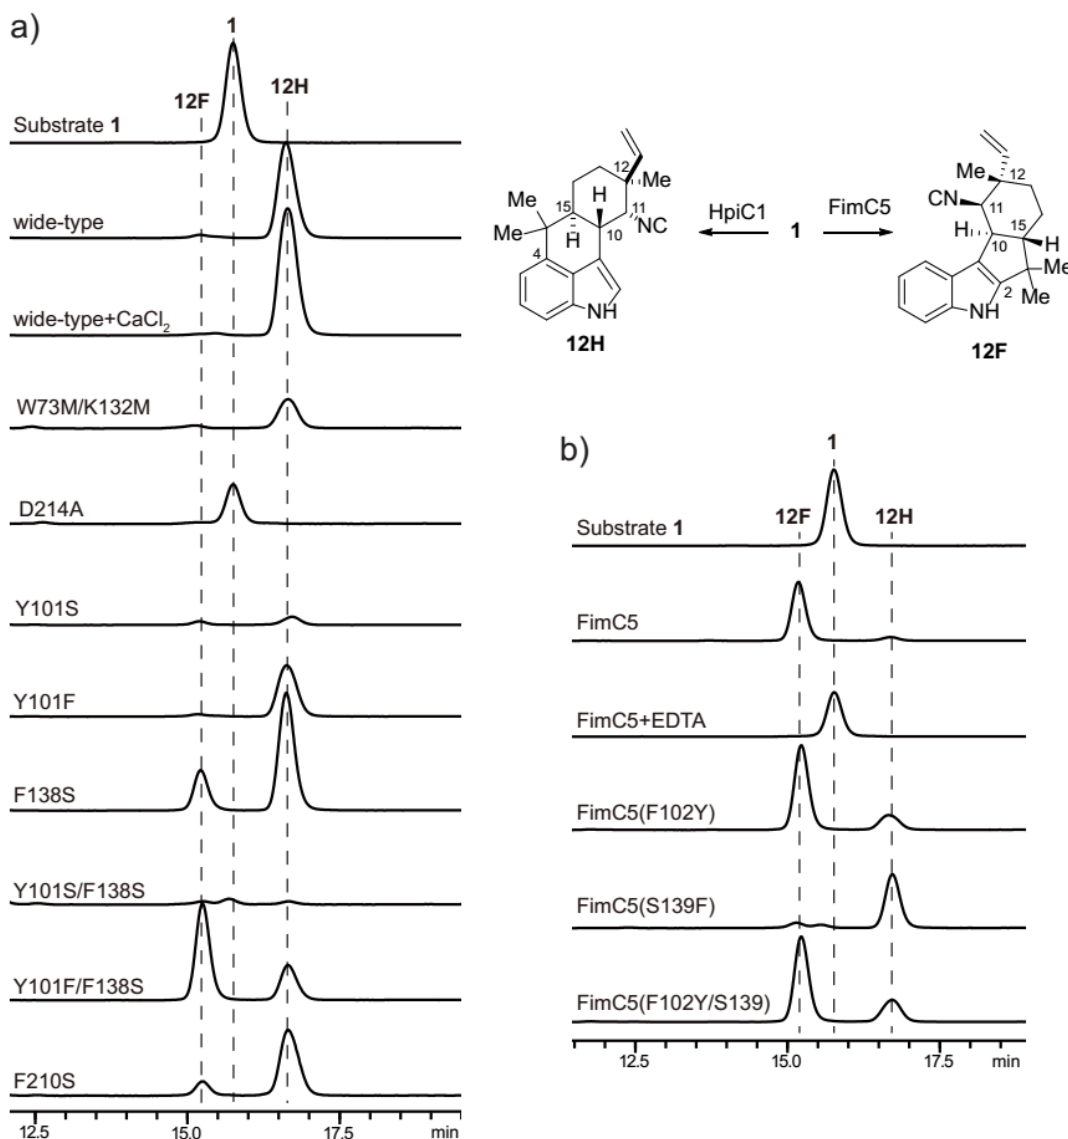 a)
1
12F
12H
Substrate 1
wide-type
wide-type+CaCl2
W73M/K132M
D214A
Y101S
Y101F
F138S
Y101S/F138S
Y101F/F138S
F210S
12.5
15.0
17.5
min
12
Me
15
H
11
Me
Me
NC
H
10
4
NH
12H
HpiC1
1
FimC5
Me
12
CN
11
15
H
10
H
Me
2
NH
Me
12F
b)
1
12F
12H
Substrate 1
FimC5
FimC5+EDTA
FimC5(F102Y)
FimC5(S139F)
FimC5(F102Y/S139)
12.5
15.0
17.5
min